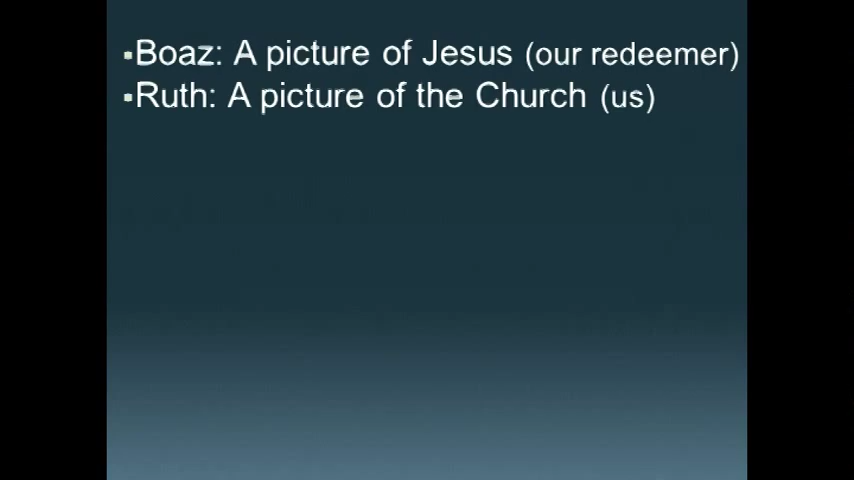 ▪Boaz: A picture of Jesus (our redeemer)
▪Ruth: A picture of the Church (us)